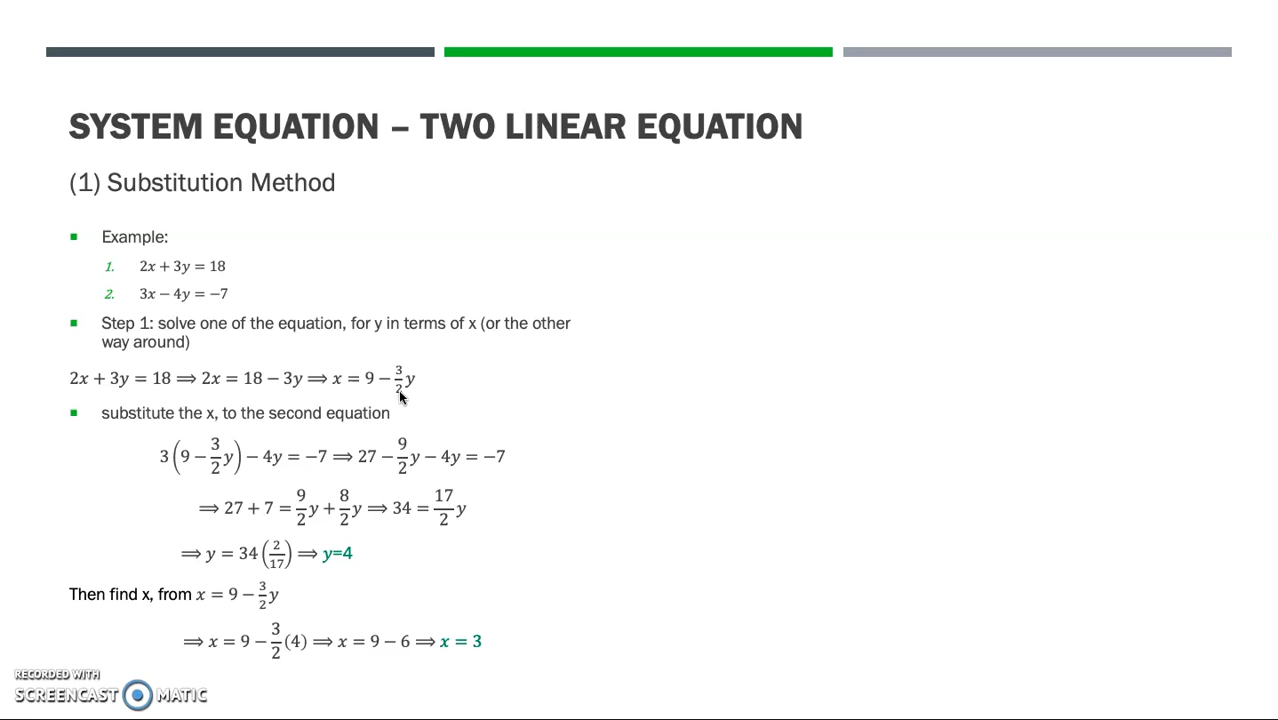 SYSTEM EQUATION – TWO LINEAR EQUATION
(1) Substitution Method
Example:
1. 2x + 3y = 18
2. 3x − 4y = −7
Step 1: solve one of the equation, for y in terms of x (or the other
way around)
2x + 3y = 18 ⟹ 2x = 18 − 3y ⟹ x = 9 − 3/2 y
substitute the x, to the second equation
3(9 − 3/2 y) − 4y = −7 ⟹ 27 − 9/2 y − 4y = −7
⟹ 27 + 7 = 9/2 y + 8/2 y ⟹ 34 = 17/2 y
⟹ y = 34(2/17) ⟹ y=4
Then find x, from x = 9 − 3/2 y
⟹ x = 9 − 3/2 (4) ⟹ x = 9 − 6 ⟹ x = 3
RECORDED WITH
SCREENCAST MATIC